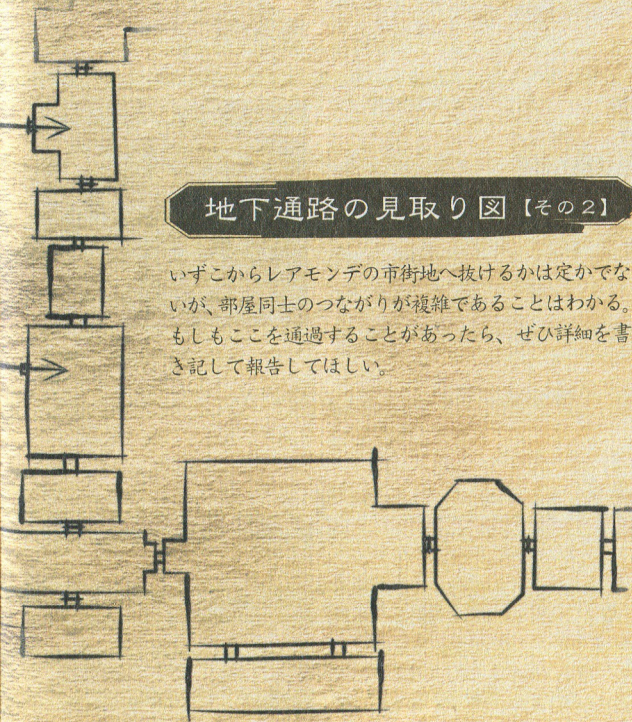 地下通路の見取り図【その2】
いずこからレアモンデの市街地へ抜けるかは定かでな
いが、部屋同士のつながりが複雑であることはわかる。
もしもここを通過することがあったら、ぜひ詳細を書
き記して報告してほしい。